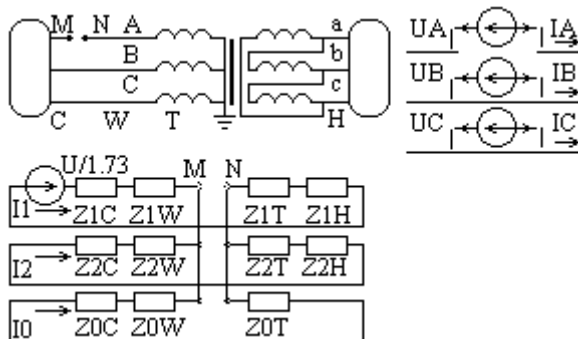 M N A a
B b
C c
C W T H
UA IA
UB IB
UC IC
U/1.73 M N
I1 Z1C Z1W Z1T Z1H
I2 Z2C Z2W Z2T Z2H
I0 Z0C Z0W Z0T